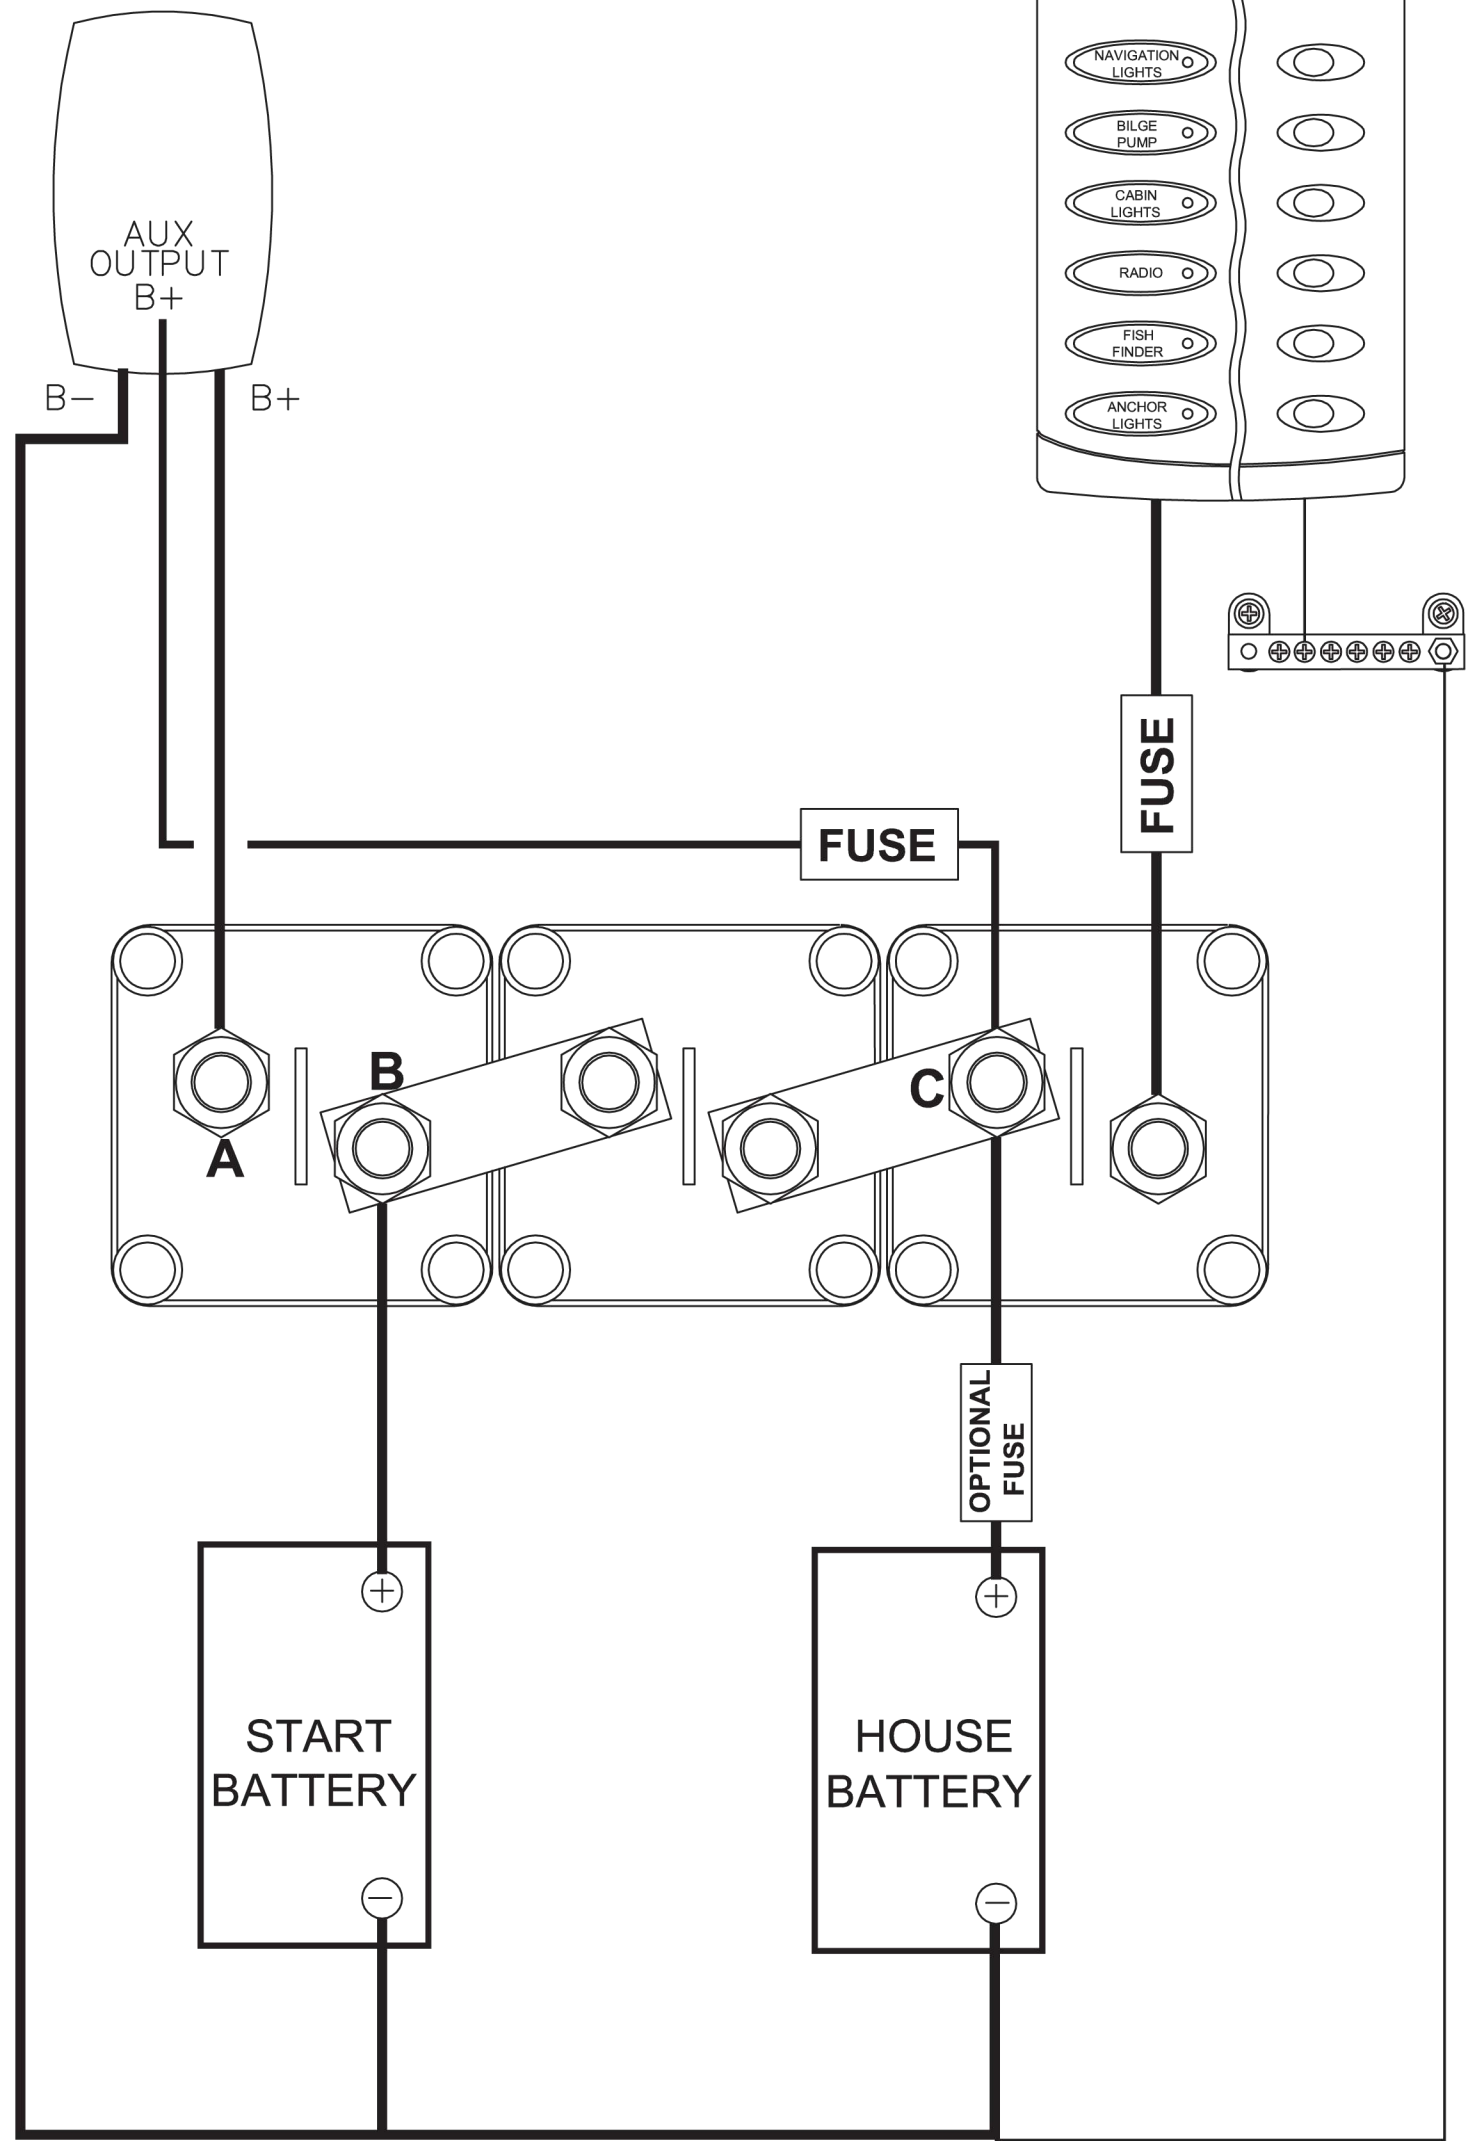 AUX
OUTPUT
B+
B−
B+
NAVIGATION
LIGHTS
BILGE
PUMP
CABIN
LIGHTS
RADIO
FISH
FINDER
ANCHOR
LIGHTS
FUSE
FUSE
A
B
C
OPTIONAL
FUSE
+
+
START
BATTERY
HOUSE
BATTERY
−
−